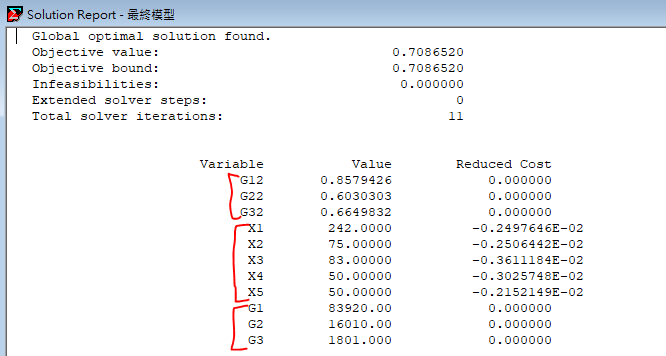 Solution Report - 最終模型
Global optimal solution found.
Objective value: 0.7086520
Objective bound: 0.7086520
Infeasibilities: 0.000000
Extended solver steps: 0
Total solver iterations: 11
Variable Value Reduced Cost
G12 0.8579426 0.000000
G22 0.6030303 0.000000
G32 0.6649832 0.000000
X1 242.0000 -0.2497646E-02
X2 75.00000 -0.2506442E-02
X3 83.00000 -0.3611184E-02
X4 50.00000 -0.3025748E-02
X5 50.00000 -0.2152149E-02
G1 83920.00 0.000000
G2 16010.00 0.000000
G3 1801.000 0.000000